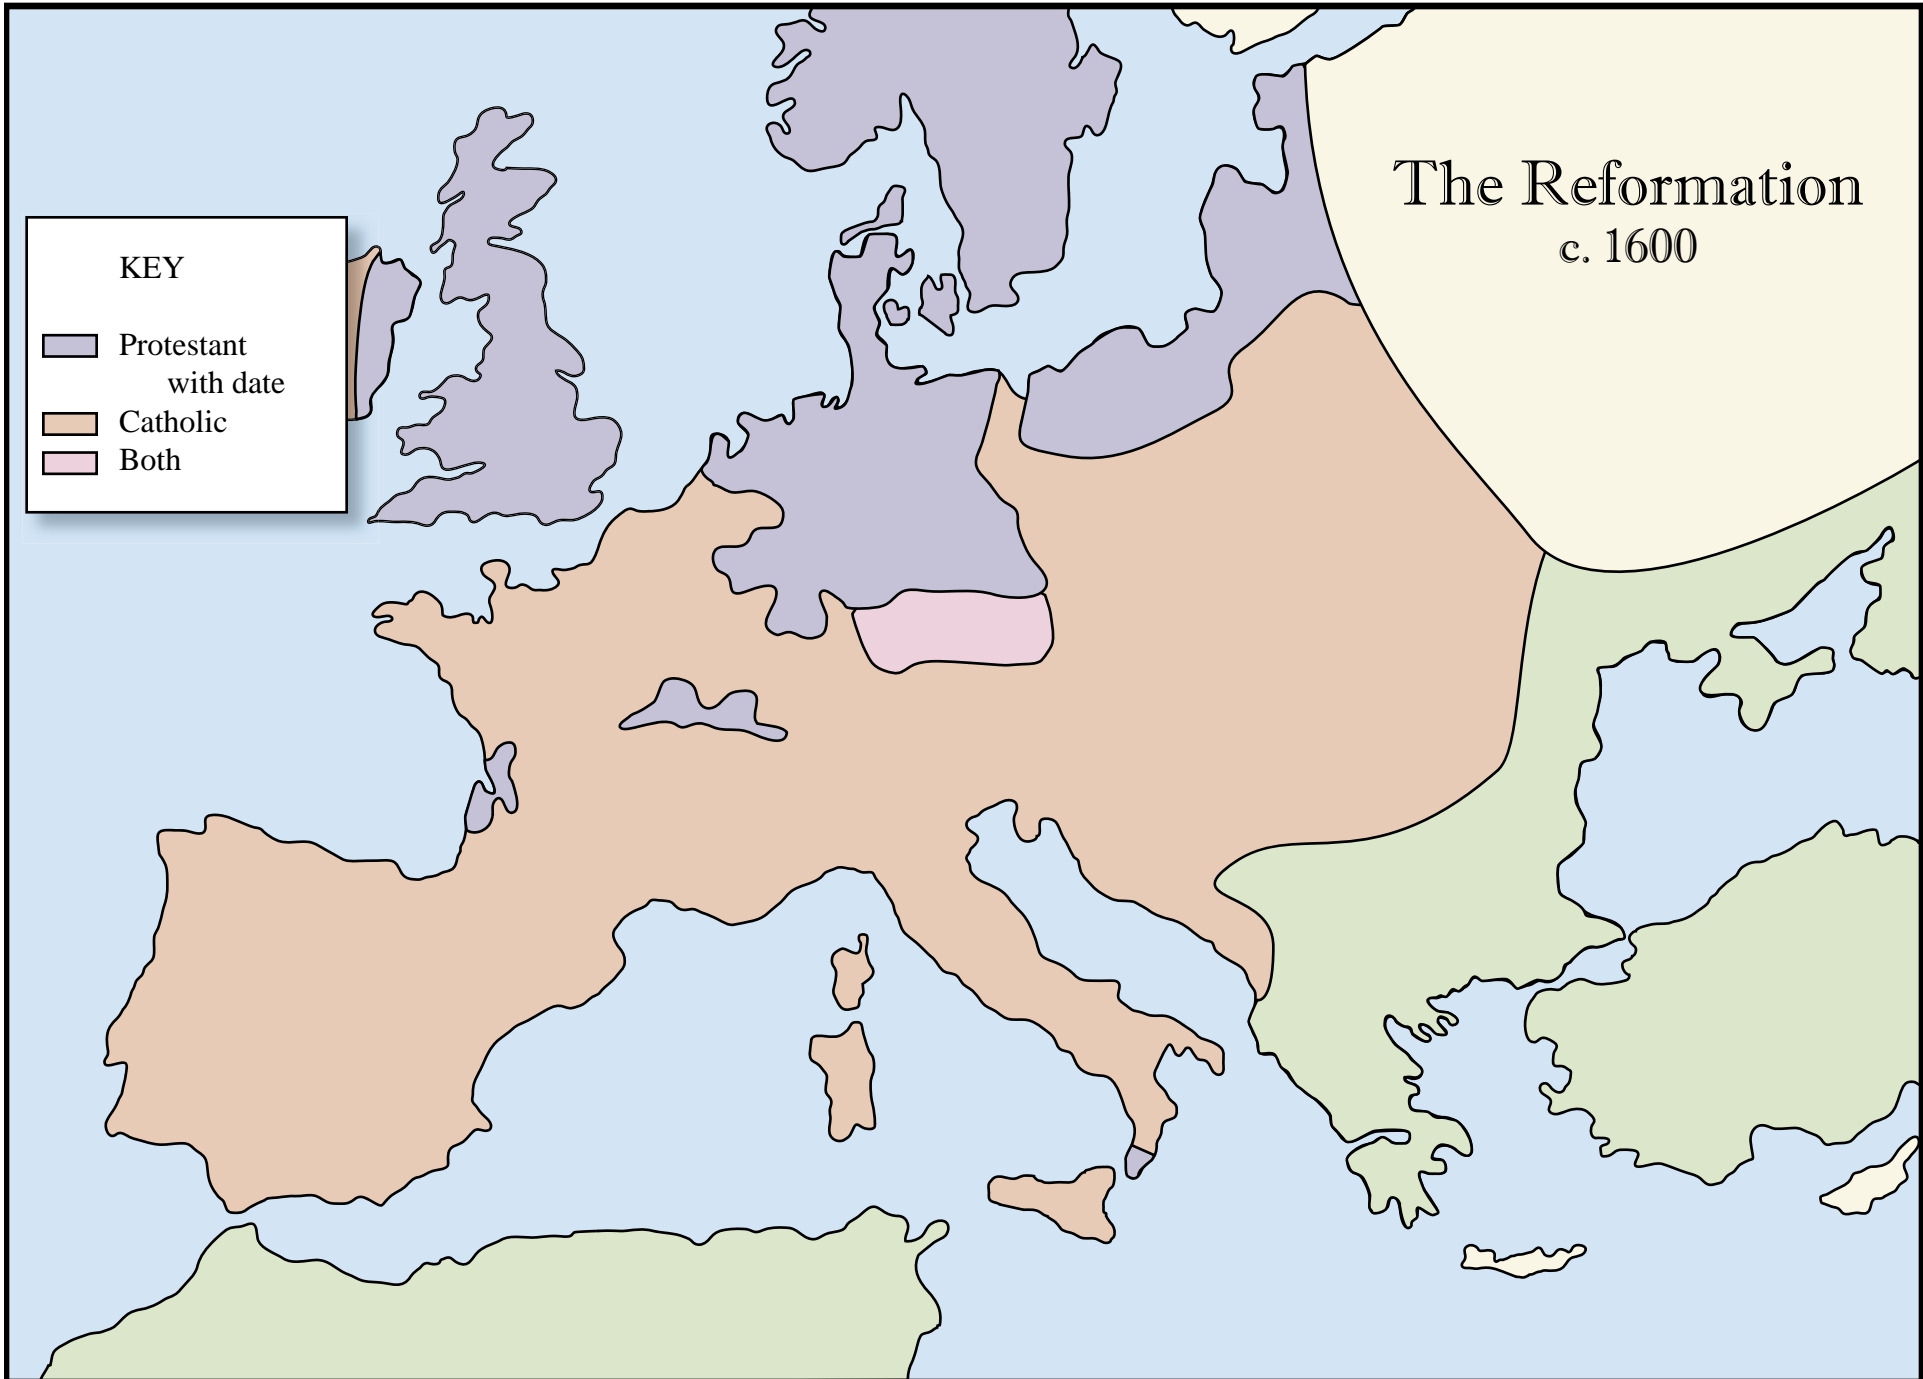 The Reformation
c. 1600
KEY
Protestant
with date
Catholic
Both